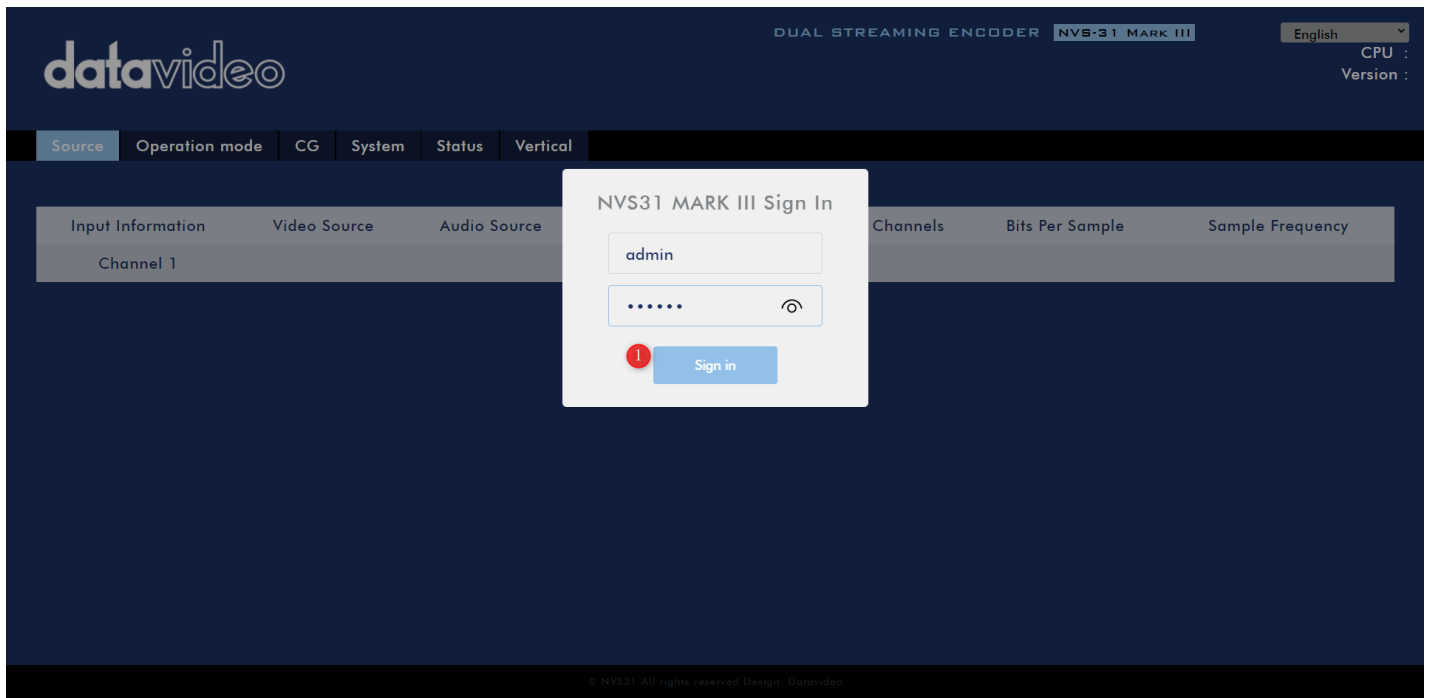 datavideo
DUAL STREAMING ENCODER NVS-31 MARK III
English
CPU :
Version :
Source Operation mode CG System Status Vertical
NVS31 MARK III Sign In
Input Information Video Source Audio Source Channels Bits Per Sample Sample Frequency
admin
Channel 1
••••••
1
Sign in
© NVS31 All rights reserved Design: Datavideo